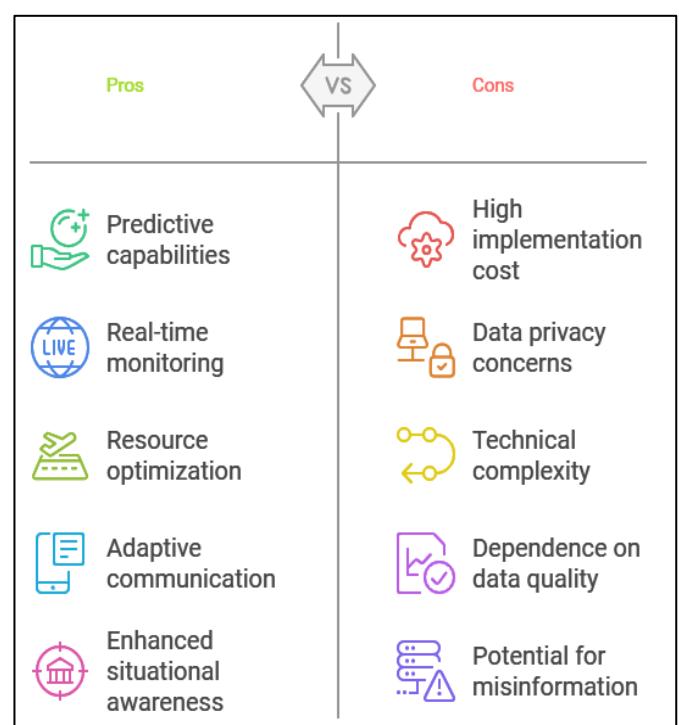 Pros
VS
Cons
Predictive
capabilities
High
implementation
cost
LIVE
Real-time
monitoring
Data privacy
concerns
Resource
optimization
Technical
complexity
Adaptive
communication
Dependence on
data quality
Enhanced
situational
awareness
Potential for
misinformation